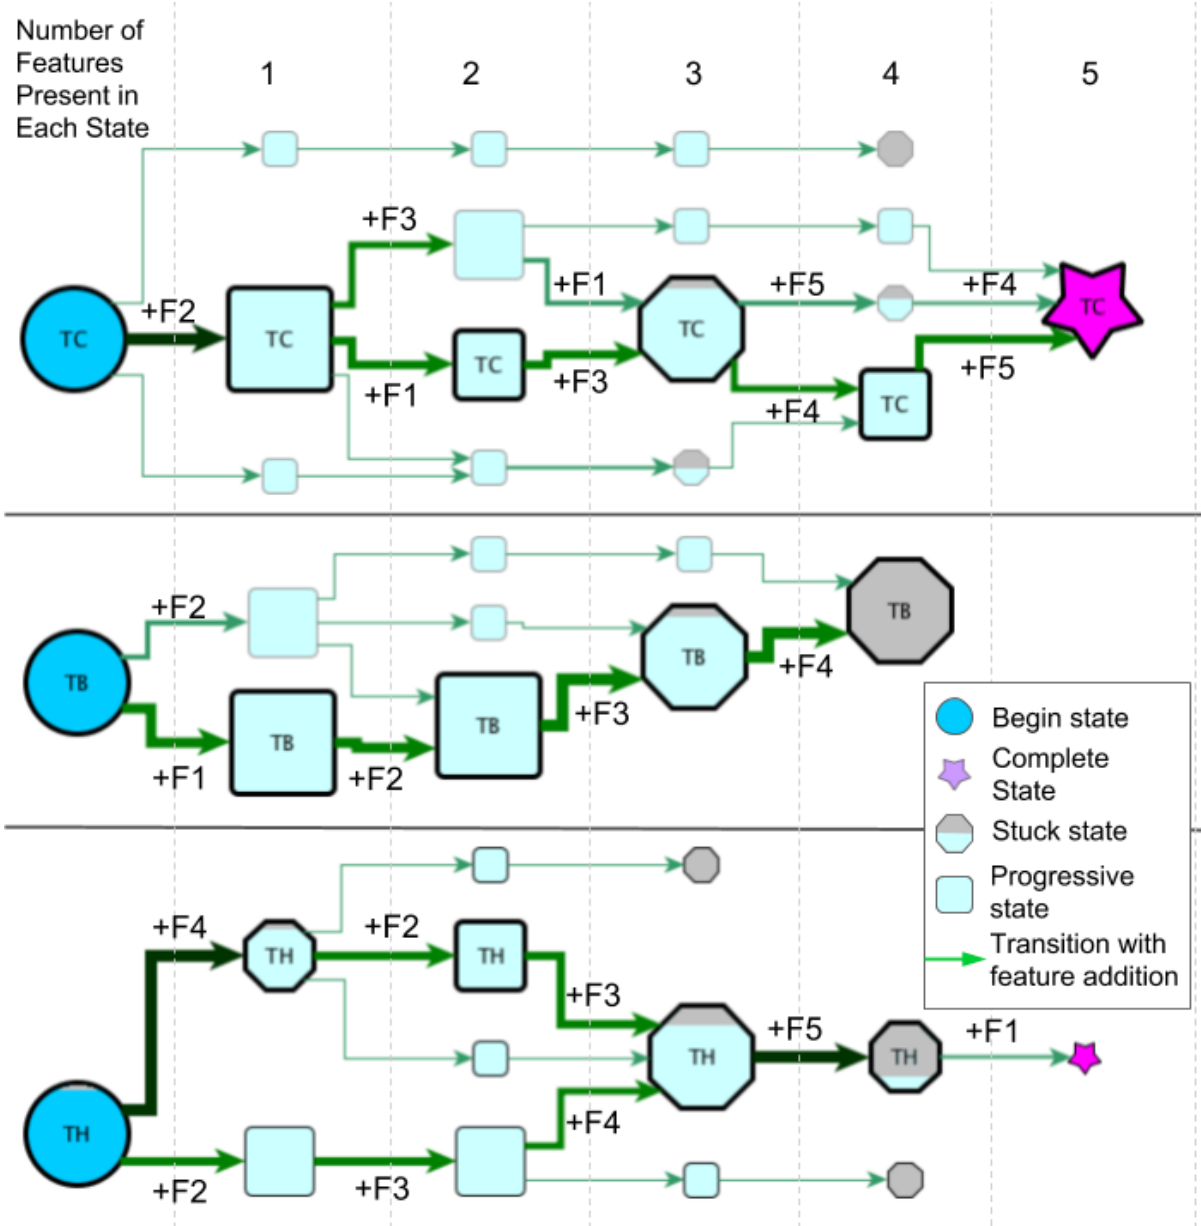 Number of
Features
Present in
Each State
1 2 3 4 5
+F3
+F2
+F1
+F5
+F4
TC
TC
TC
TC
TC
TC
+F1
+F3
+F4
+F5
+F2
TB
TB
TB
TB
TB
+F1
+F2
+F3
+F4
Begin state
Complete
State
Stuck state
Progressive
state
Transition with
feature addition
+F4
+F2
TH
TH
+F3
+F5
+F1
TH
TH
TH
+F4
+F2
+F3